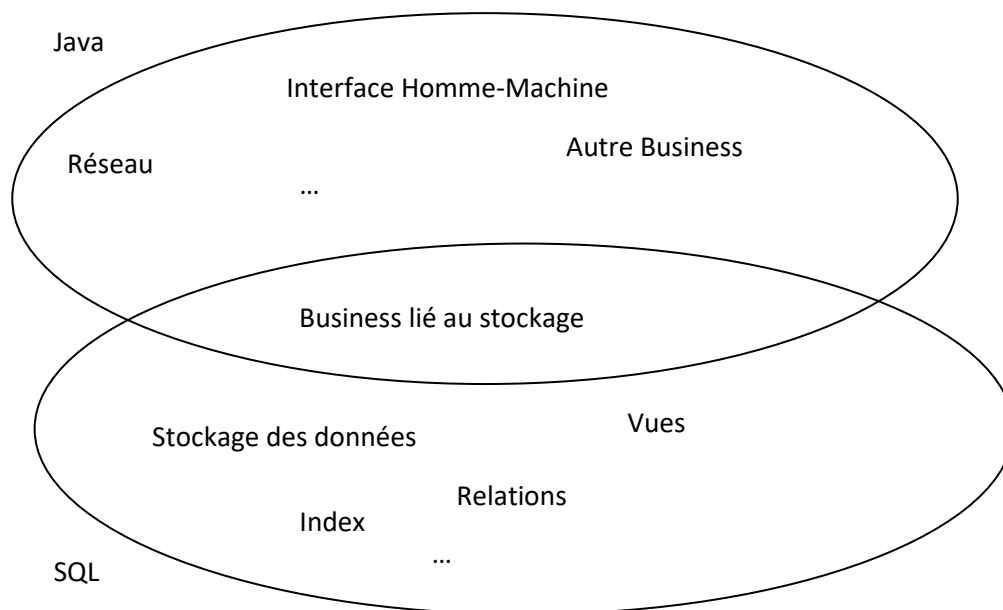 Java
Interface Homme-Machine
Autre Business
Réseau
...
Business lié au stockage
Vues
Stockage des données
Relations
Index
...
SQL